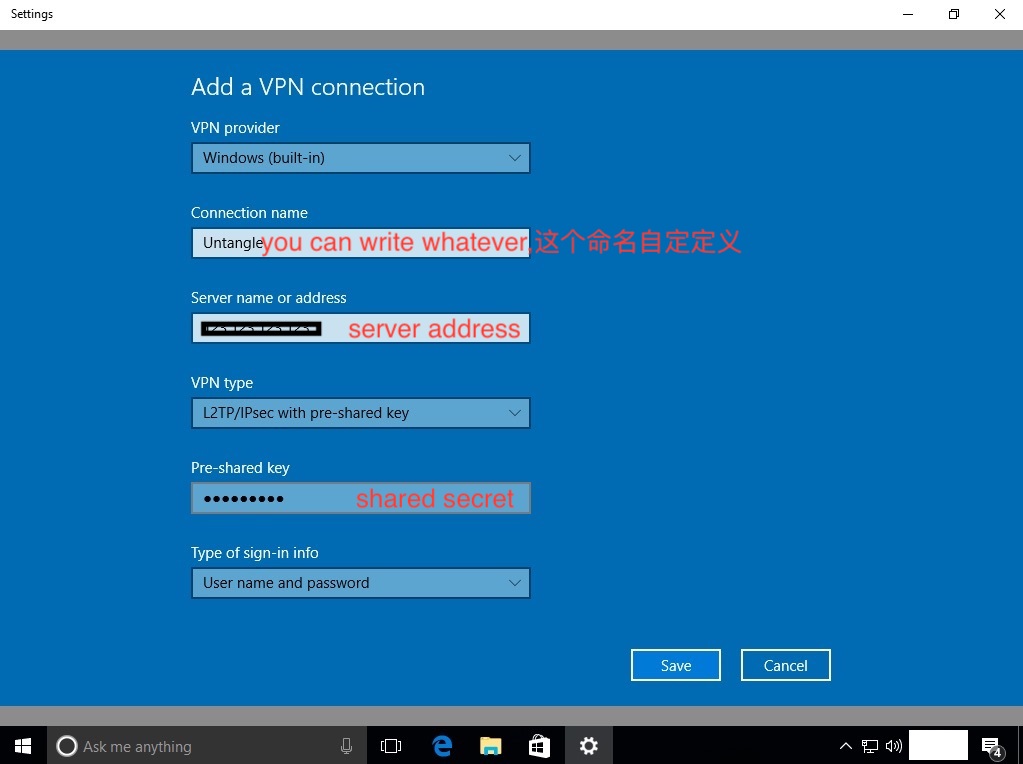 Settings
Add a VPN connection
VPN provider
Windows (built-in)
Connection name
Untangle you can write whatever,这个命名自定定义
Server name or address
server address
VPN type
L2TP/IPsec with pre-shared key
Pre-shared key
shared secret
Type of sign-in info
User name and password
Save Cancel
Ask me anything
4